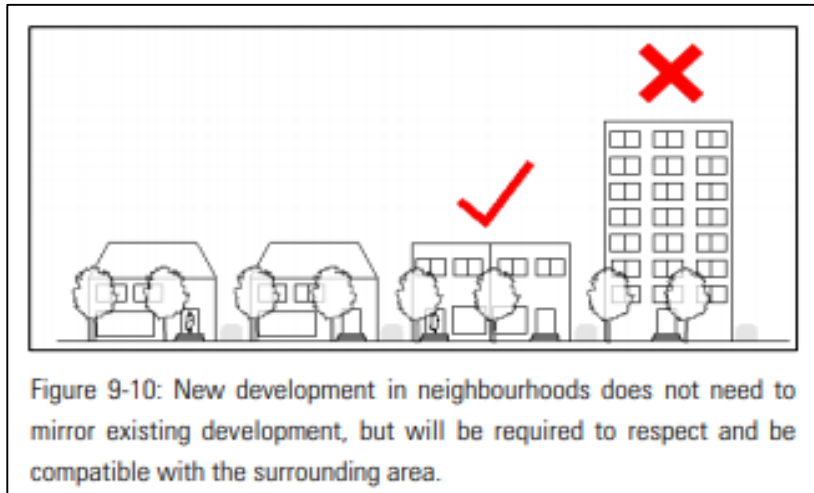 Figure 9-10: New development in neighbourhoods does not need to
mirror existing development, but will be required to respect and be
compatible with the surrounding area.